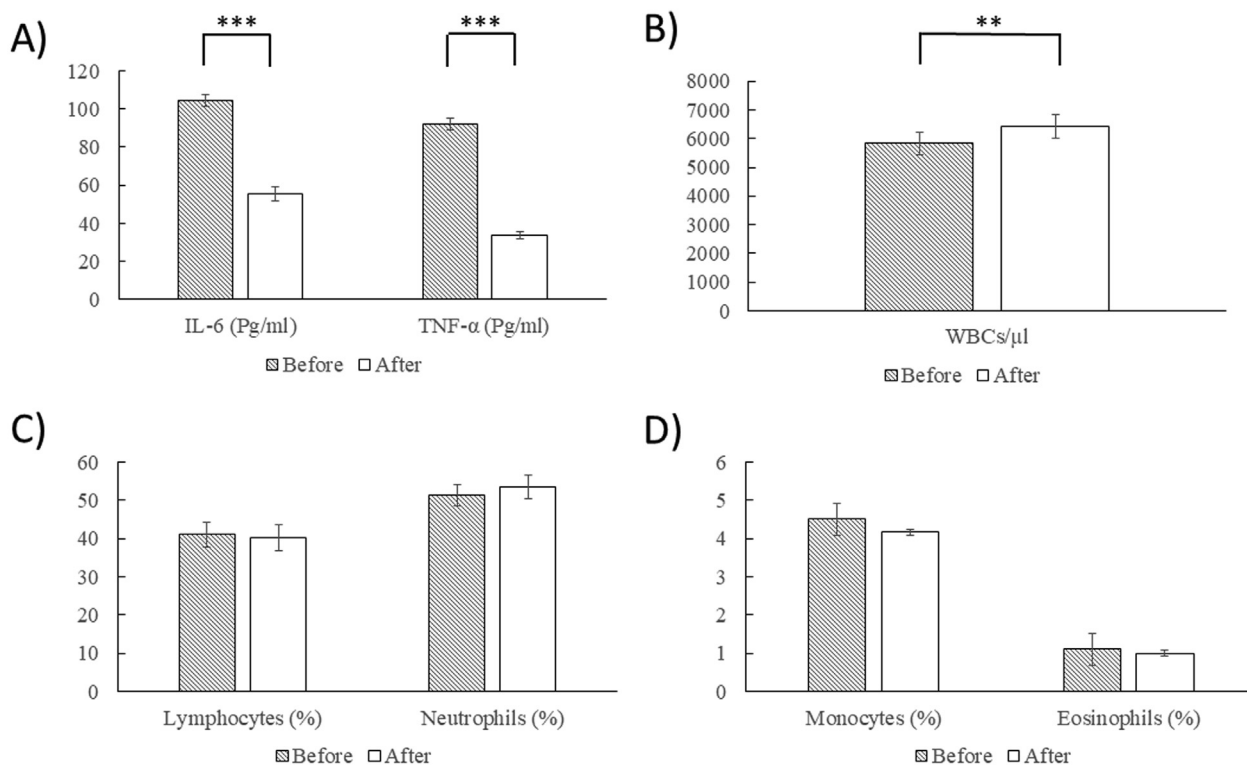 A)
*** ***
120
100
80
60
40
20
0
IL-6 (Pg/ml) TNF-α (Pg/ml)
Before After
B)
**
8000
7000
6000
5000
4000
3000
2000
1000
0
WBCs/µl
Before After
C)
60
50
40
30
20
10
0
Lymphocytes (%) Neutrophils (%)
Before After
D)
6
5
4
3
2
1
0
Monocytes (%) Eosinophils (%)
Before After